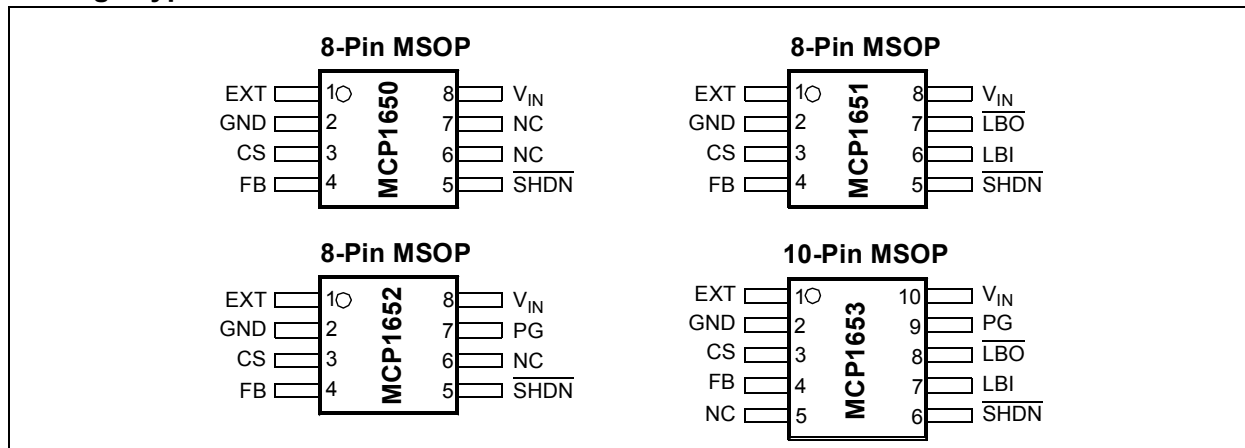 8-Pin MSOP
EXT 1 8 VIN
GND 2 7 NC
CS 3 6 NC
FB 4 5 SHDN
MCP1650
8-Pin MSOP
EXT 1 8 VIN
GND 2 7 LBO
CS 3 6 LBI
FB 4 5 SHDN
MCP1651
8-Pin MSOP
EXT 1 8 VIN
GND 2 7 PG
CS 3 6 NC
FB 4 5 SHDN
MCP1652
10-Pin MSOP
EXT 1 10 VIN
GND 2 9 PG
CS 3 8 LBO
FB 4 7 LBI
NC 5 6 SHDN
MCP1653